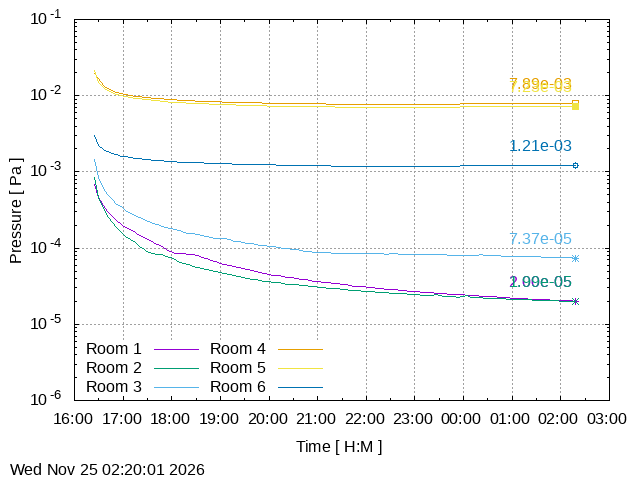 10^-1
10^-2
10^-3
10^-4
10^-5
10^-6
Pressure [ Pa ]
7.89e-03
1.21e-03
7.37e-05
Room 1 Room 4
Room 2 Room 5
Room 3 Room 6
16:00 17:00 18:00 19:00 20:00 21:00 22:00 23:00 00:00 01:00 02:00 03:00
Time [ H:M ]
Wed Nov 25 02:20:01 2026